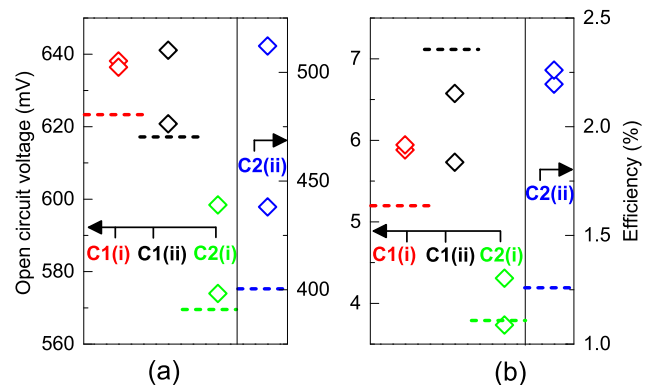 640
620
600
580
560
Open circuit voltage (mV)
500
450
400
C2(ii)
C1(i)
C1(ii)
C2(i)
(a)
7
6
5
4
2.5
2.0
1.5
1.0
Efficiency (%)
C2(ii)
C1(i)
C1(ii)
C2(i)
(b)